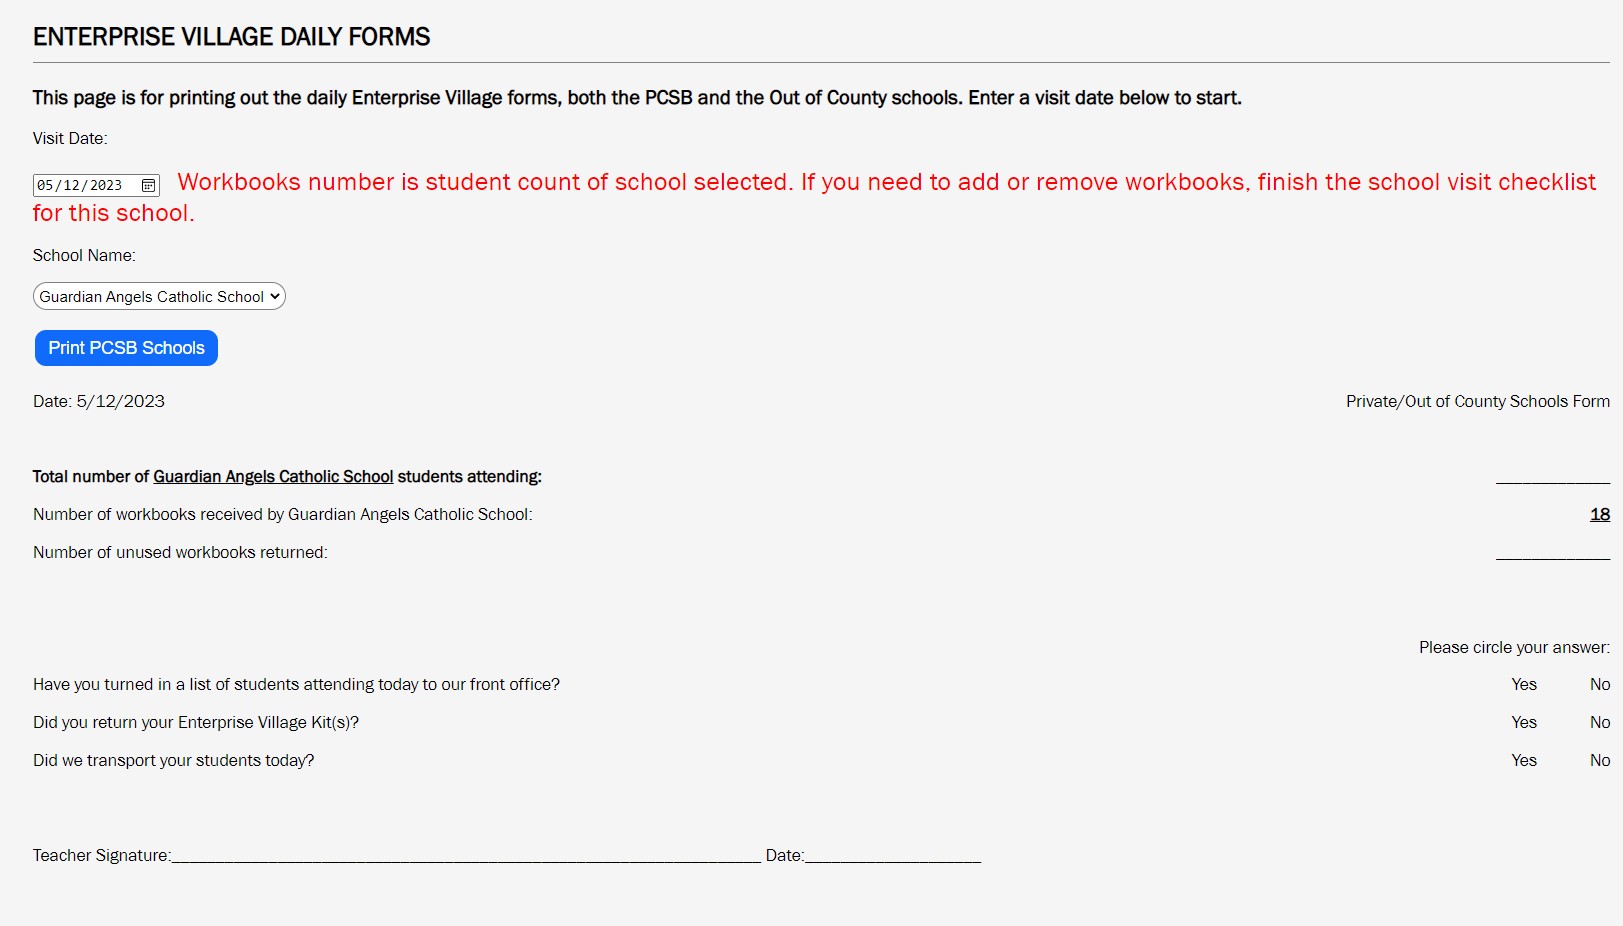 ENTERPRISE VILLAGE DAILY FORMS
This page is for printing out the daily Enterprise Village forms, both the PCSB and the Out of County schools. Enter a visit date below to start.
Visit Date:
05/12/2023 Workbooks number is student count of school selected. If you need to add or remove workbooks, finish the school visit checklist
for this school.
School Name:
Guardian Angels Catholic School
Print PCSB Schools
Date: 5/12/2023 Private/Out of County Schools Form
Total number of Guardian Angels Catholic School students attending: _____________
Number of workbooks received by Guardian Angels Catholic School: 18
Number of unused workbooks returned: _____________
Please circle your answer:
Have you turned in a list of students attending today to our front office? Yes No
Did you return your Enterprise Village Kit(s)? Yes No
Did we transport your students today? Yes No
Teacher Signature:___________________________________________________________________ Date:____________________